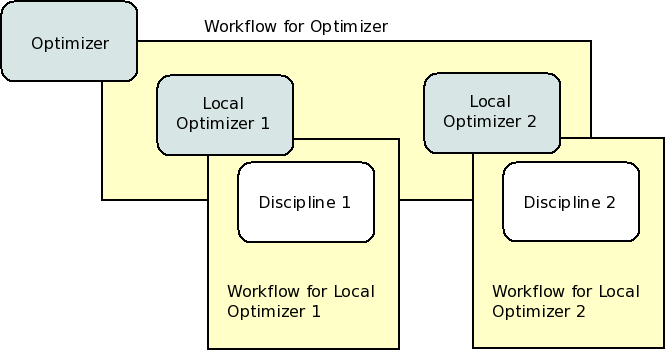 Workflow for Optimizer
Optimizer
Local
Optimizer 1
Local
Optimizer 2
Discipline 1
Discipline 2
Workflow for Local
Optimizer 1
Workflow for Local
Optimizer 2